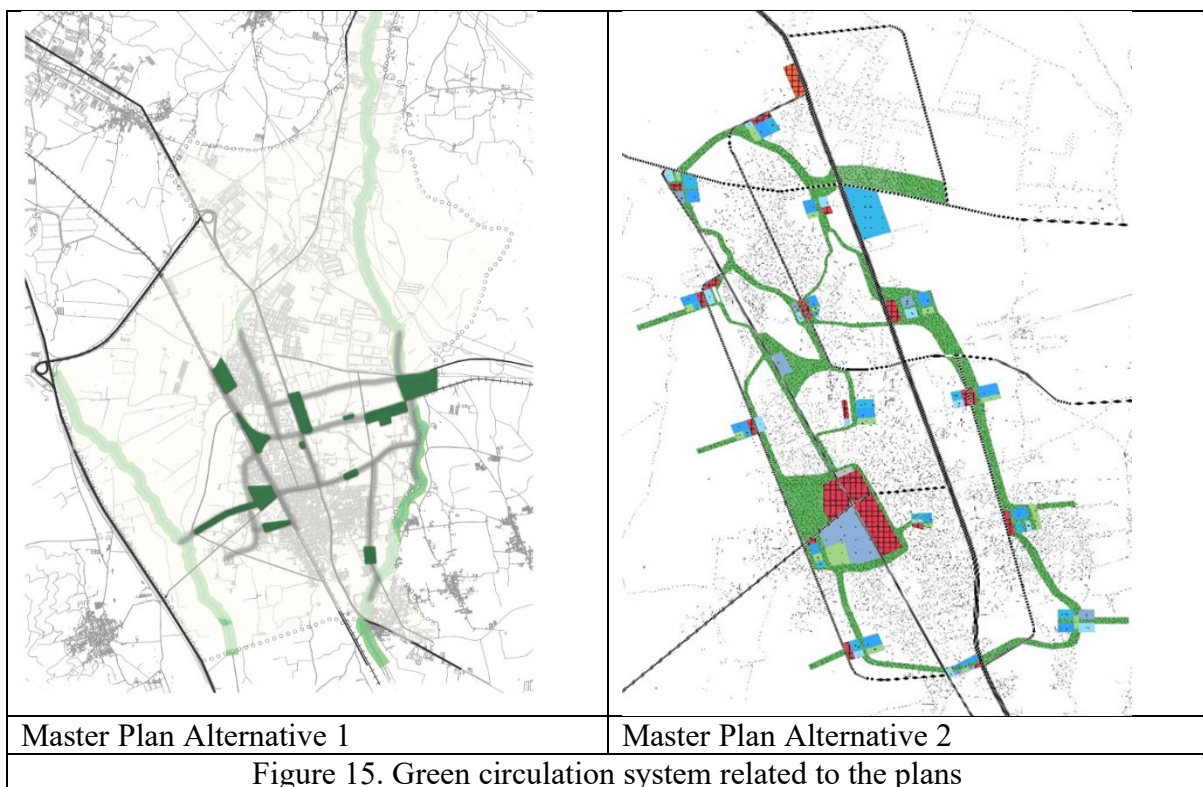 Master Plan Alternative 1
Master Plan Alternative 2
Figure 15. Green circulation system related to the plans